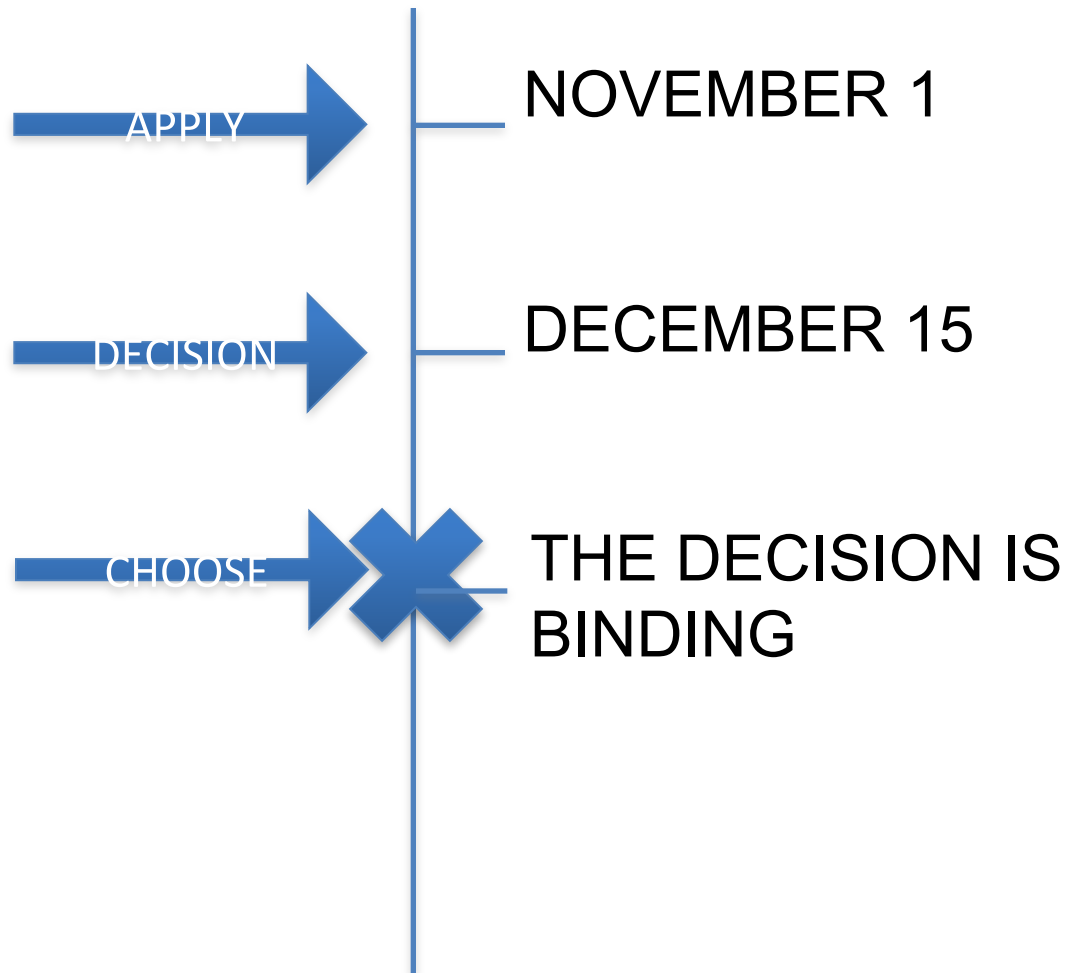 APPLY
NOVEMBER 1
DECISION
DECEMBER 15
CHOOSE
THE DECISION IS
BINDING